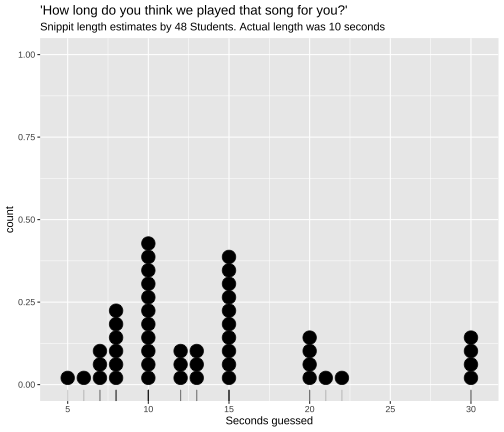 'How long do you think we played that song for you?'
Snippit length estimates by 48 Students. Actual length was 10 seconds
1.00
0.75
count
0.50
0.25
0.00
5 10 15 20 25 30
Seconds guessed